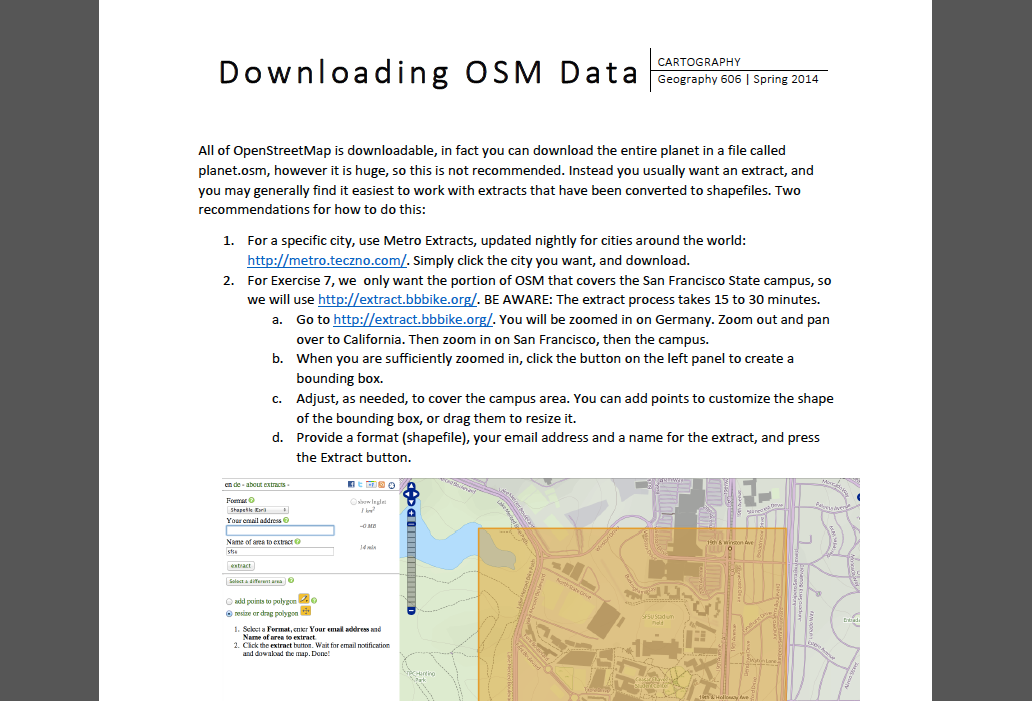 Downloading OSM Data
CARTOGRAPHY
Geography 606 | Spring 2014
All of OpenStreetMap is downloadable, in fact you can download the entire planet in a file called
planet.osm, however it is huge, so this is not recommended. Instead you usually want an extract, and
you may generally find it easiest to work with extracts that have been converted to shapefiles. Two
recommendations for how to do this:
1. For a specific city, use Metro Extracts, updated nightly for cities around the world:
http://metro.teczno.com/. Simply click the city you want, and download.
2. For Exercise 7, we only want the portion of OSM that covers the San Francisco State campus, so
we will use http://extract.bbbike.org/. BE AWARE: The extract process takes 15 to 30 minutes.
a. Go to http://extract.bbbike.org/. You will be zoomed in on Germany. Zoom out and pan
over to California. Then zoom in on San Francisco, then the campus.
b. When you are sufficiently zoomed in, click the button on the left panel to create a
bounding box.
c. Adjust, as needed, to cover the campus area. You can add points to customize the shape
of the bounding box, or drag them to resize it.
d. Provide a format (shapefile), your email address and a name for the extract, and press
the Extract button.
en de - about extracts -
Format
Shapefile (Esri)
1 km²
Your email address
~0 MB
Name of area to extract
sfsu
14 min
extract
Select a different area
add points to polygon
resize or drag polygon
1. Select a Format, enter Your email address and
Name of area to extract.
2. Click the extract button. Wait for email notification
and download the map. Done!
19th & Winston Ave
SFSU Stadium
Field
TPC Harding
Park
19th & Holloway Ave